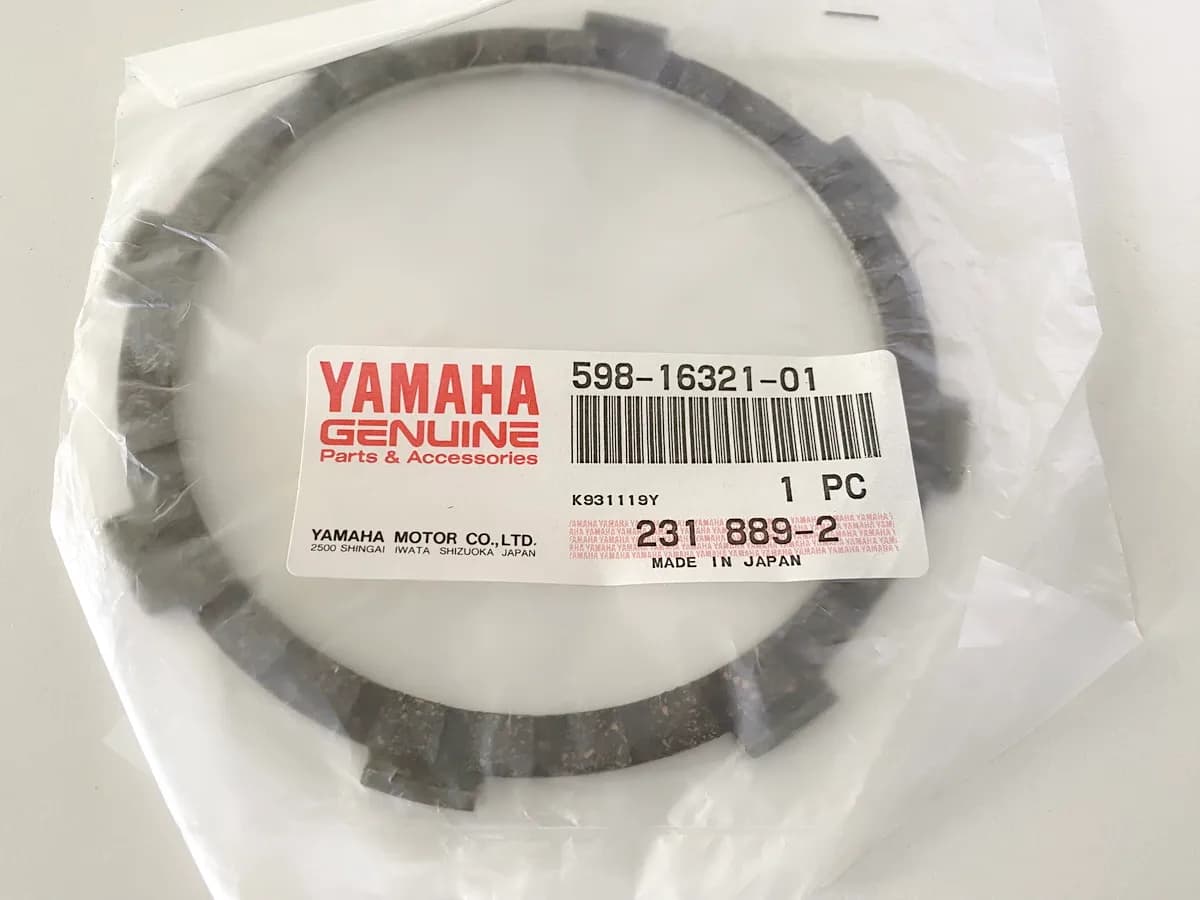 YAMAHA
GENUINE
Parts & Accessories
YAMAHA MOTOR CO.,LTD.
2500 SHINGAI IWATA SHIZUOKA JAPAN
598-16321-01
1 PC
K931119Y
231 889-2
MADE IN JAPAN